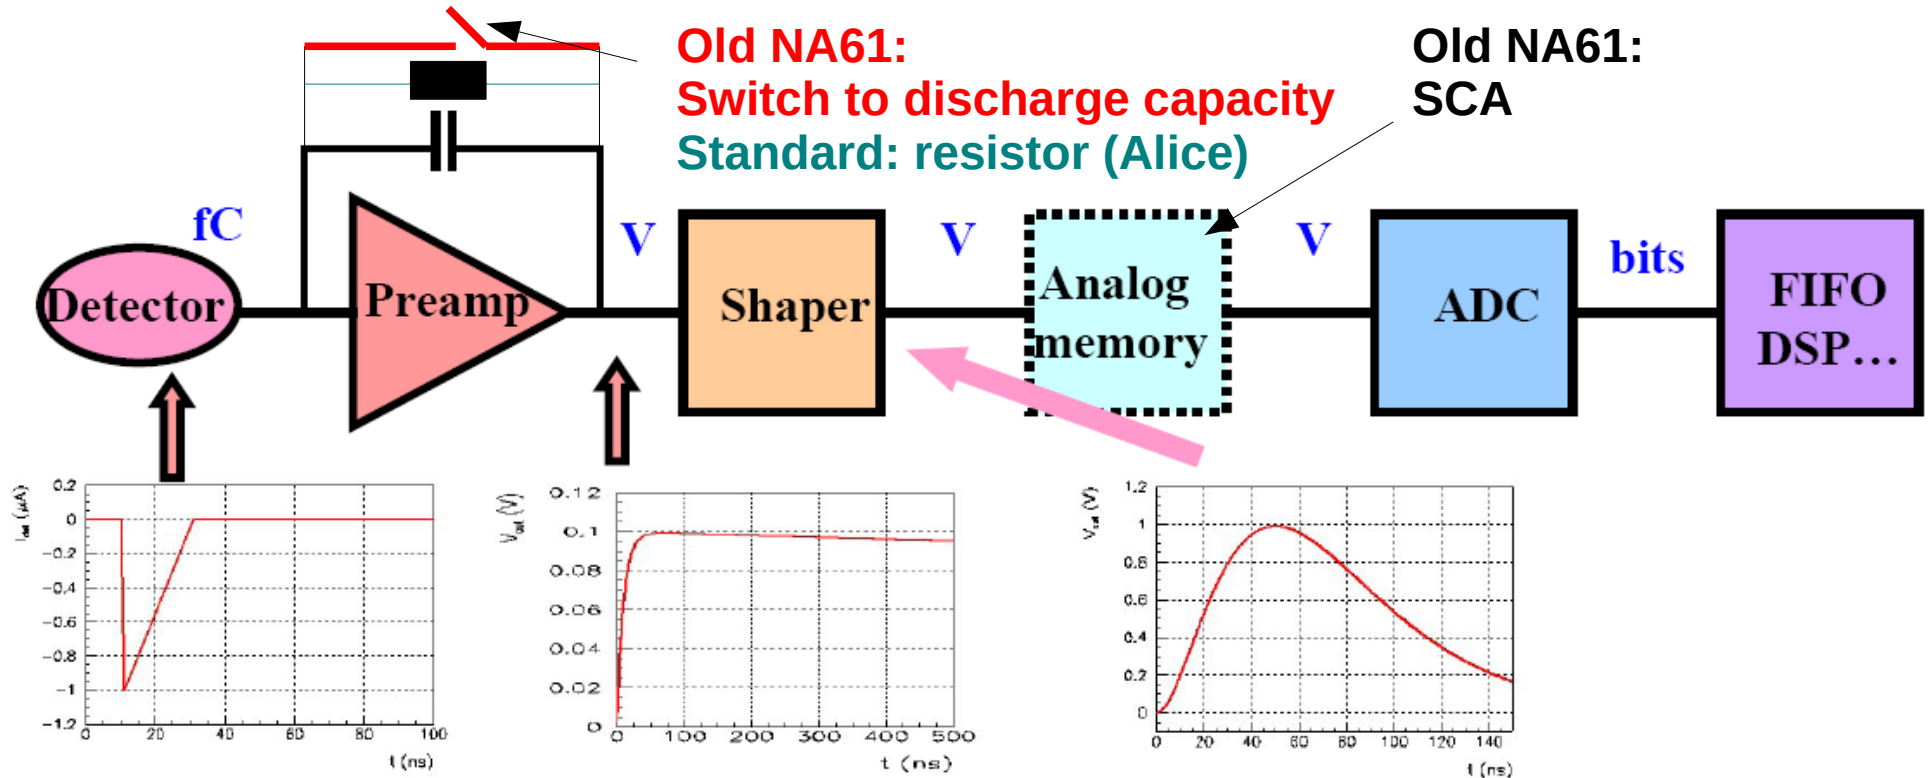 Old NA61:
Switch to discharge capacity
Standard: resistor (Alice)
Old NA61:
SCA
fC
V
V
V
bits
Detector
Preamp
Shaper
Analog
memory
ADC
FIFO
DSP…
0.2
0
−0.2
−0.4
−0.6
−0.8
−1
−1.2
0 20 40 60 80 100
t (ns)
V
(V)
0.12
0.1
0.08
0.06
0.04
0.02
0
0 100 200 300 400 500
t (ns)
V
(V)
1.2
1
0.8
0.6
0.4
0.2
0
0 20 40 60 80 100 120 140
t (ns)